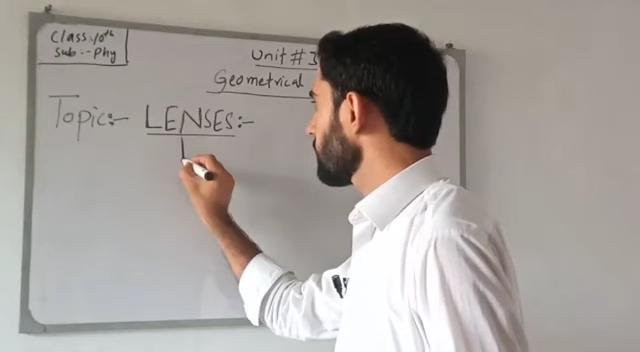 Class:10th
Sub:- Phy
Unit # 3
Geometrical
Topic:- LENSES:-